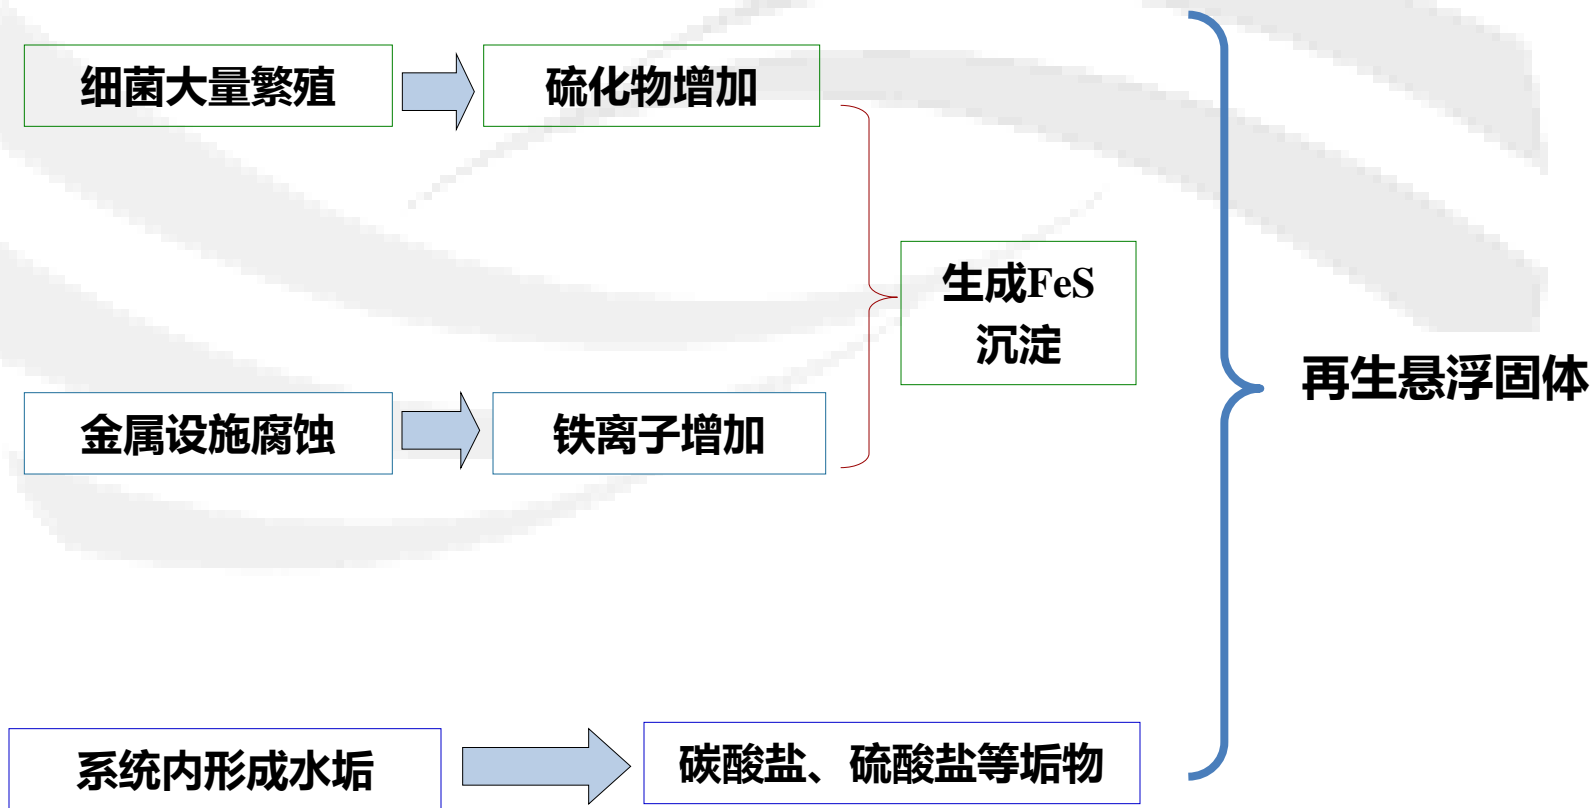 细菌大量繁殖
硫化物增加
生成FeS
沉淀
金属设施腐蚀
铁离子增加
再生悬浮固体
系统内形成水垢
碳酸盐、硫酸盐等垢物